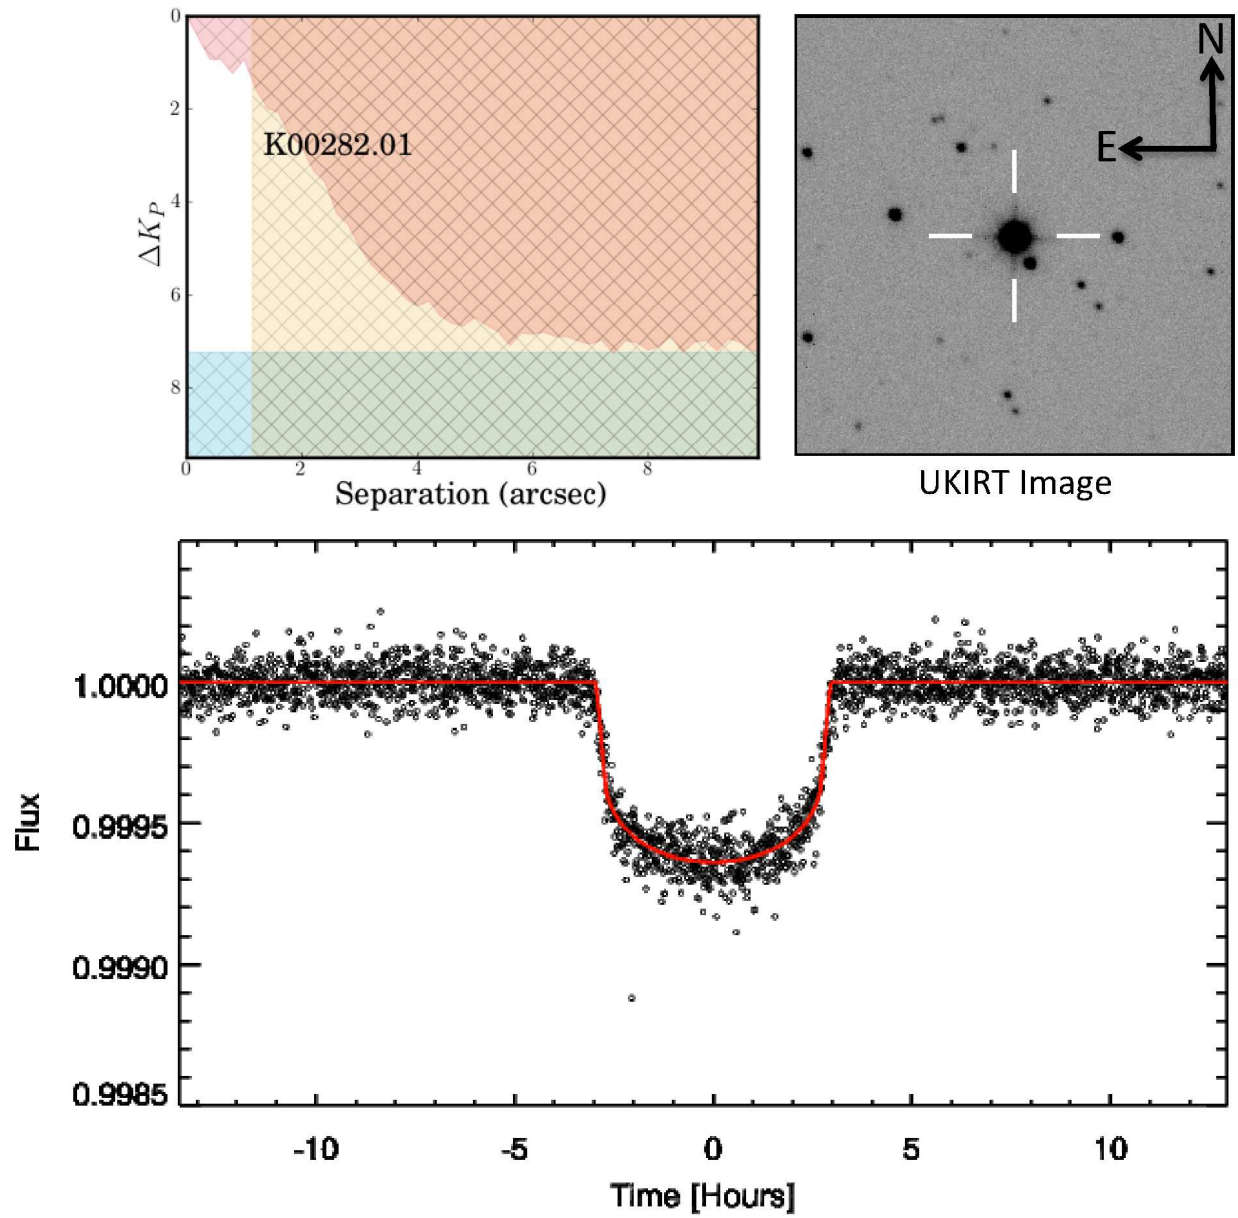 0
2
4
6
8
ΔK_P
K00282.01
0 2 4 6 8
Separation (arcsec)
N
E
UKIRT Image
1.0000
0.9995
0.9990
0.9985
Flux
-10 -5 0 5 10
Time [Hours]